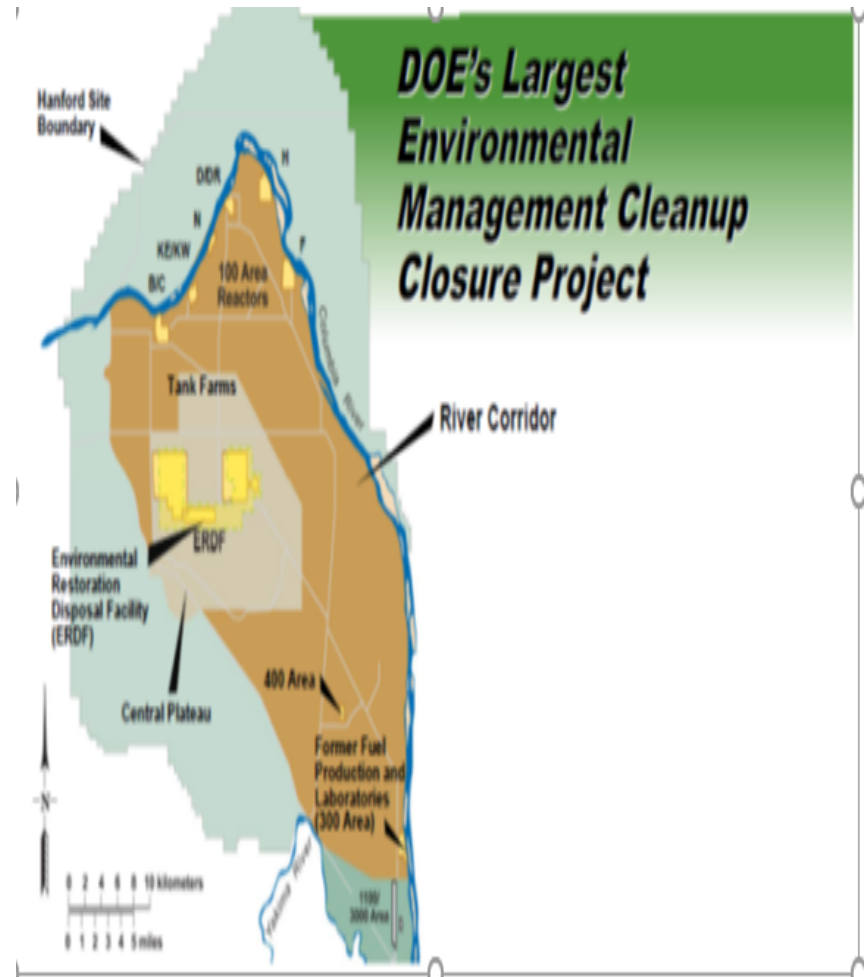 DOE's Largest
Environmental
Management Cleanup
Closure Project
Hanford Site
Boundary
H
D/DR
N
KE/KW
B/C
F
100 Area
Reactors
Columbia River
Tank Farms
River Corridor
ERDF
Environmental
Restoration
Disposal Facility
(ERDF)
Central Plateau
400 Area
Former Fuel
Production and
Laboratories
(300 Area)
N
Yakima River
1100/
3000 Area
0 2 4 6 8 10 kilometers
0 1 2 3 4 5 miles